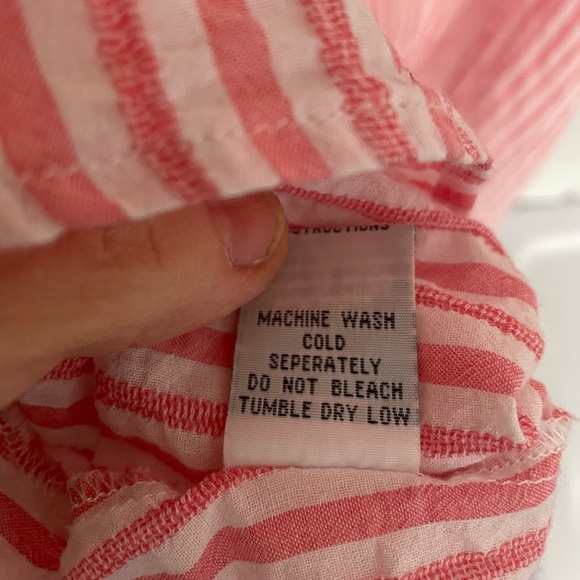 MACHINE WASH
COLD
SEPERATELY
DO NOT BLEACH
TUMBLE DRY LOW